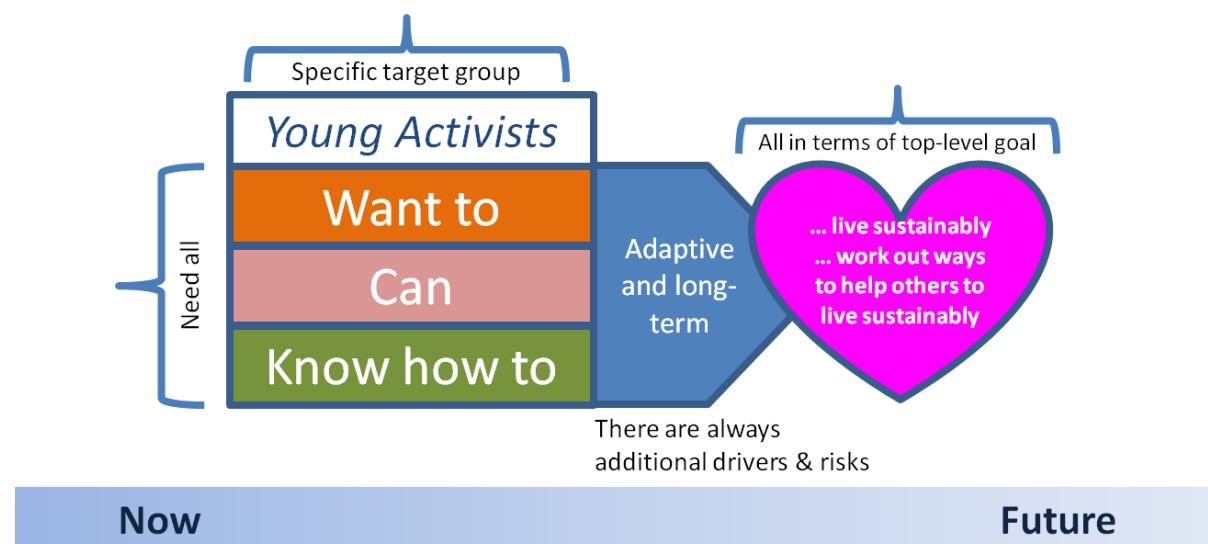 Specific target group
Young Activists
Need all
Want to
Can
Know how to
Adaptive
and long-
term
All in terms of top-level goal
... live sustainably
... work out ways
to help others to
live sustainably
There are always
additional drivers & risks
Now
Future